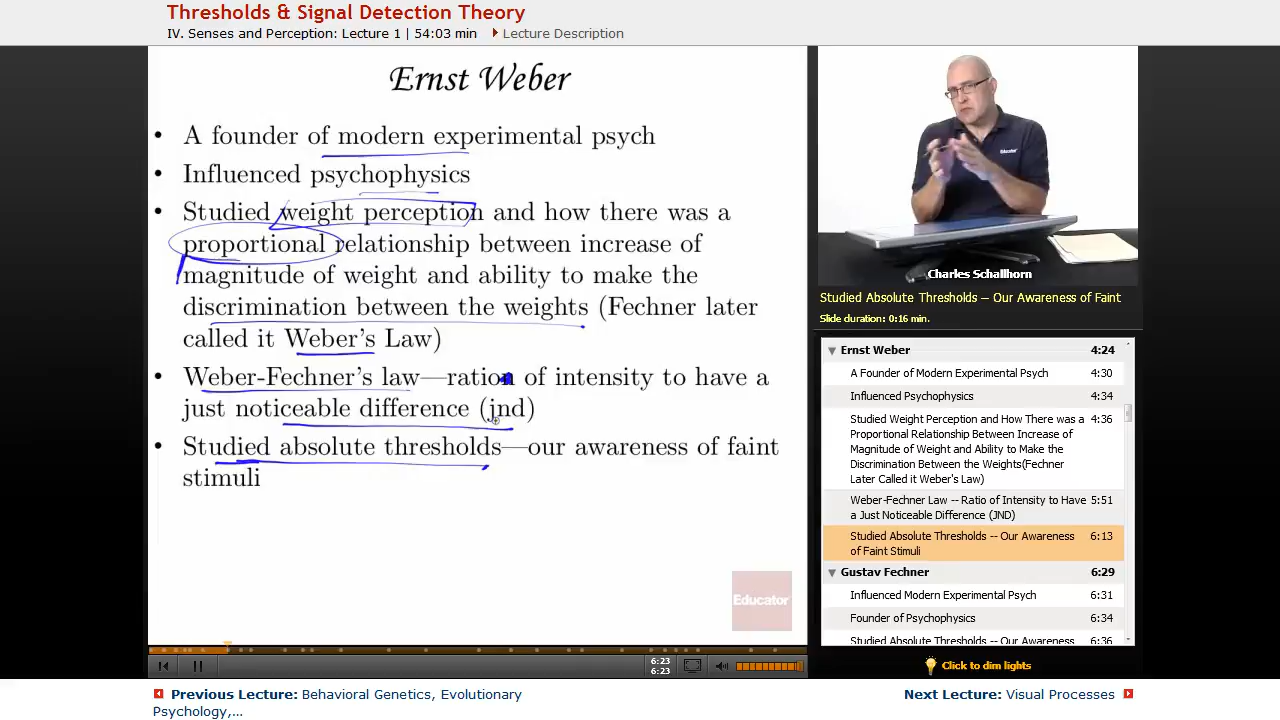 Thresholds & Signal Detection Theory
IV. Senses and Perception: Lecture 1 | 54:03 min
Lecture Description
Ernst Weber
• A founder of modern experimental psych
• Influenced psychophysics
• Studied weight perception and how there was a
proportional relationship between increase of
magnitude of weight and ability to make the
discrimination between the weights (Fechner later
called it Weber's Law)
• Weber-Fechner's law—ration of intensity to have a
just noticeable difference (jnd)
• Studied absolute thresholds—our awareness of faint
stimuli
Educator
Educator
Charles Schallhorn
Studied Absolute Thresholds -- Our Awareness of Faint
Slide duration: 0:16 min.
Ernst Weber 4:24
A Founder of Modern Experimental Psych 4:30
Influenced Psychophysics 4:34
Studied Weight Perception and How There was a 4:36
Proportional Relationship Between Increase of
Magnitude of Weight and Ability to Make the
Discrimination Between the Weights(Fechner
Later Called it Weber's Law)
Weber-Fechner Law -- Ratio of Intensity to Have 5:51
a Just Noticeable Difference (JND)
Studied Absolute Thresholds -- Our Awareness 6:13
of Faint Stimuli
Gustav Fechner 6:29
Influenced Modern Experimental Psych 6:31
Founder of Psychophysics 6:34
Studied Absolute Thresholds -- Our Awareness 6:36
6:23
6:23
Click to dim lights
Previous Lecture: Behavioral Genetics, Evolutionary
Psychology,...
Next Lecture: Visual Processes